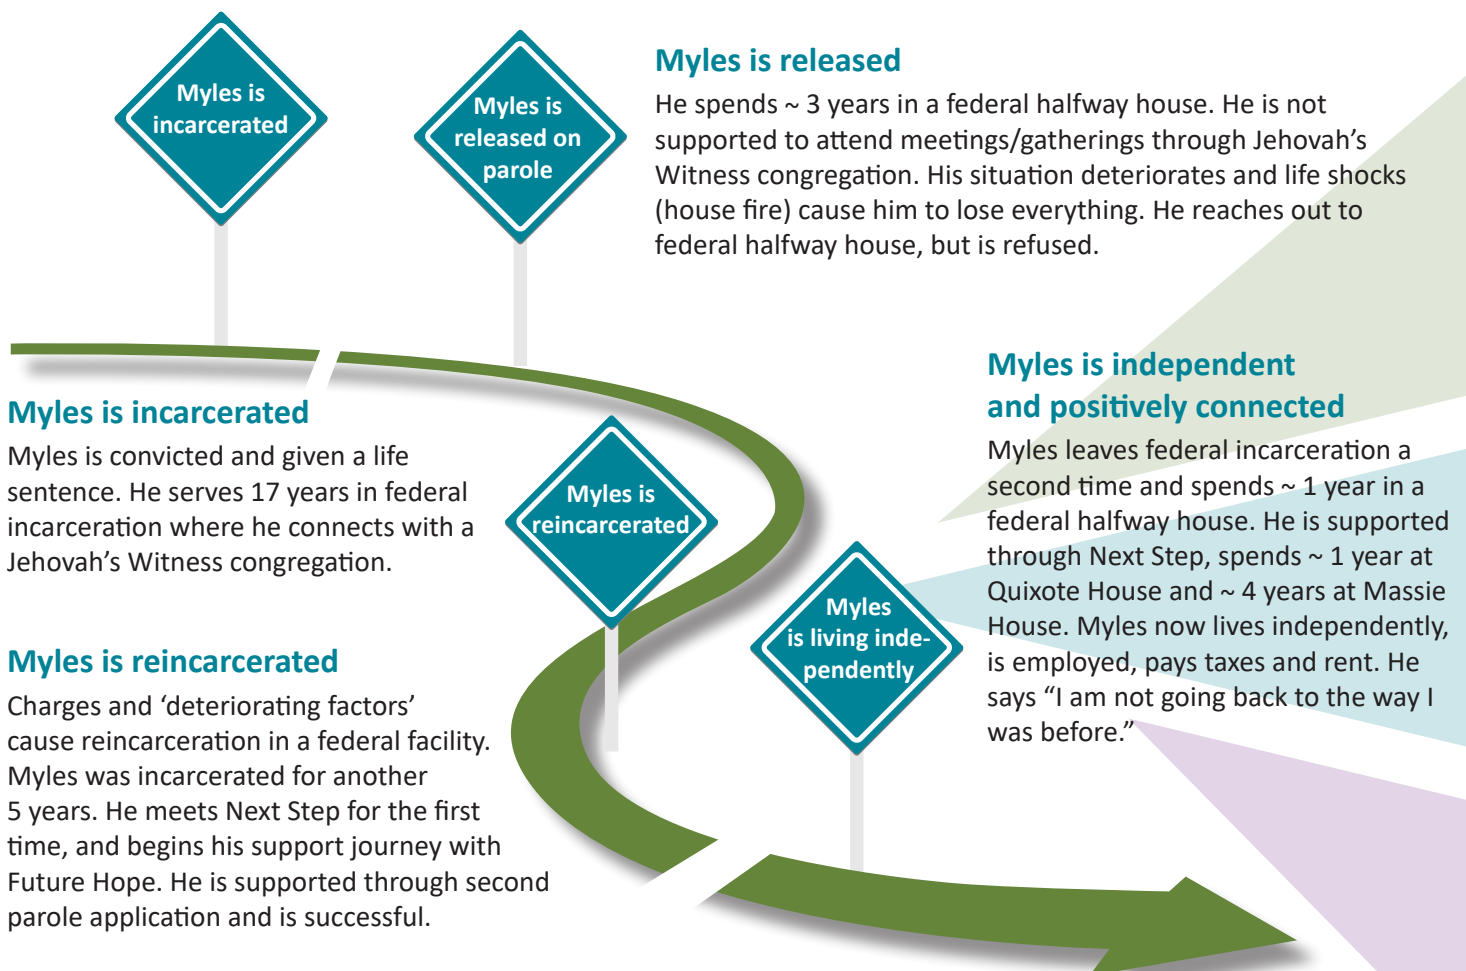 Myles is
incarcerated
Myles is
released on
parole
Myles is released
He spends ~ 3 years in a federal halfway house. He is not
supported to attend meetings/gatherings through Jehovah’s
Witness congregation. His situation deteriorates and life shocks
(house fire) cause him to lose everything. He reaches out to
federal halfway house, but is refused.
Myles is incarcerated
Myles is convicted and given a life
sentence. He serves 17 years in federal
incarceration where he connects with a
Jehovah’s Witness congregation.
Myles is
reincarcerated
Myles is reincarcerated
Charges and ‘deteriorating factors’
cause reincarceration in a federal facility.
Myles was incarcerated for another
5 years. He meets Next Step for the first
time, and begins his support journey with
Future Hope. He is supported through second
parole application and is successful.
Myles
is living inde-
pendently
Myles is independent
and positively connected
Myles leaves federal incarceration a
second time and spends ~ 1 year in a
federal halfway house. He is supported
through Next Step, spends ~ 1 year at
Quixote House and ~ 4 years at Massie
House. Myles now lives independently,
is employed, pays taxes and rent. He
says “I am not going back to the way I
was before.”